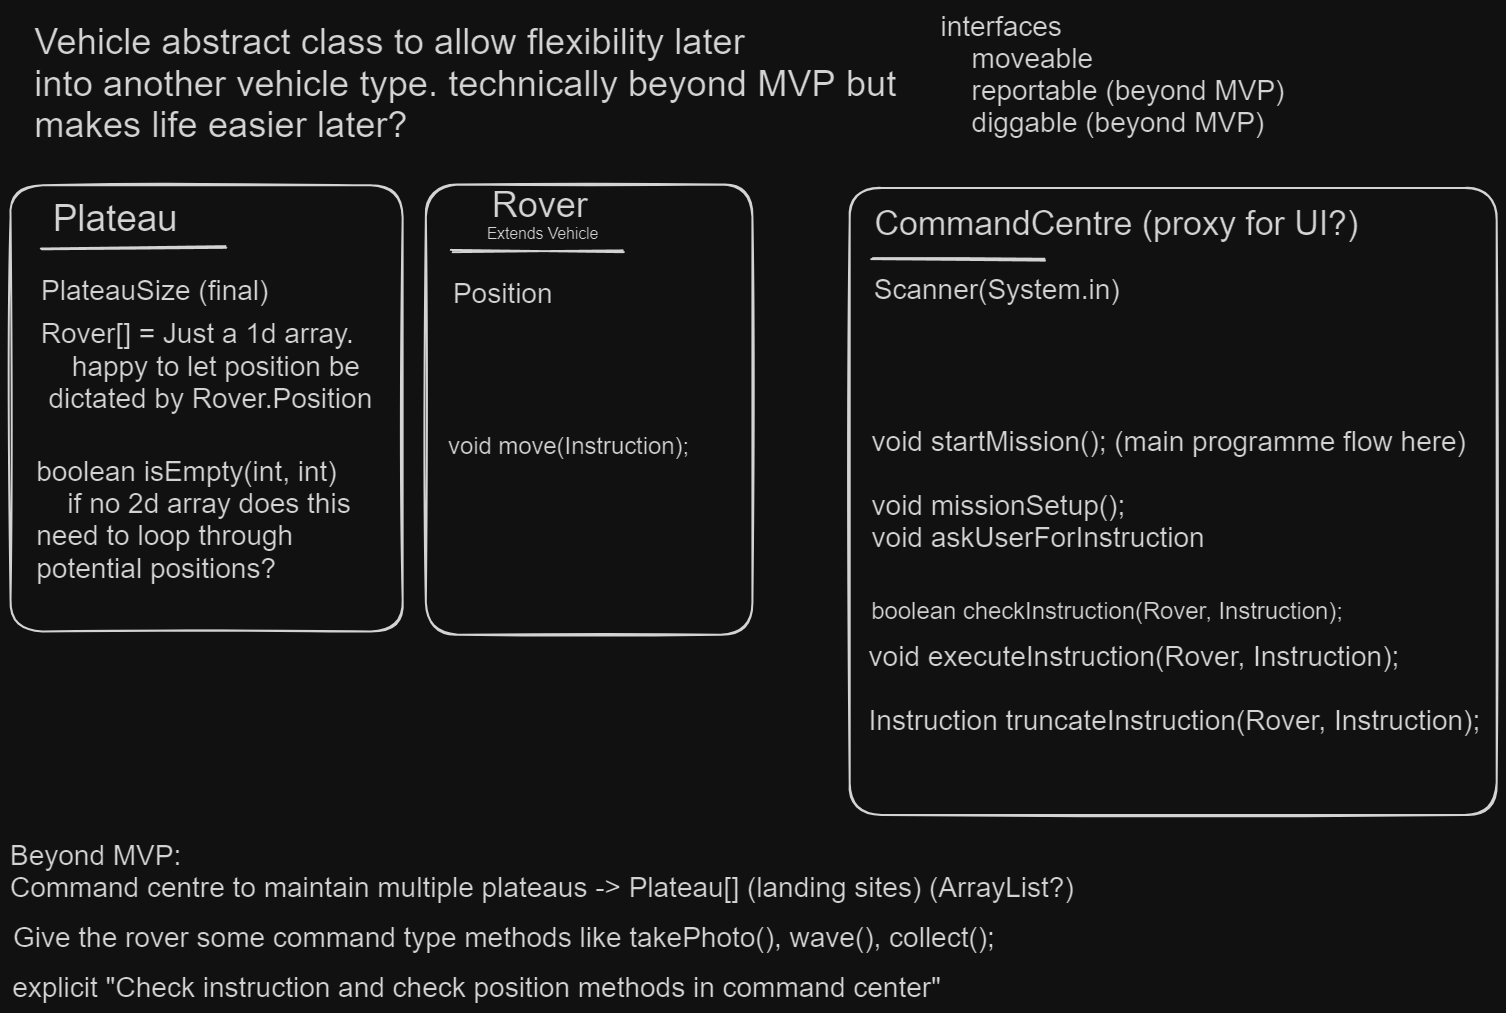 Vehicle abstract class to allow flexibility later
into another vehicle type. technically beyond MVP but
makes life easier later?
interfaces
moveable
reportable (beyond MVP)
diggable (beyond MVP)
Plateau
PlateauSize (final)
Rover[] = Just a 1d array.
happy to let position be
dictated by Rover.Position
boolean isEmpty(int, int)
if no 2d array does this
need to loop through
potential positions?
Rover
Extends Vehicle
Position
void move(Instruction);
CommandCentre (proxy for UI?)
Scanner(System.in)
void startMission(); (main programme flow here)
void missionSetup();
void askUserForInstruction
boolean checkInstruction(Rover, Instruction);
void executeInstruction(Rover, Instruction);
Instruction truncateInstruction(Rover, Instruction);
Beyond MVP:
Command centre to maintain multiple plateaus -> Plateau[] (landing sites) (ArrayList?)
Give the rover some command type methods like takePhoto(), wave(), collect();
explicit "Check instruction and check position methods in command center"